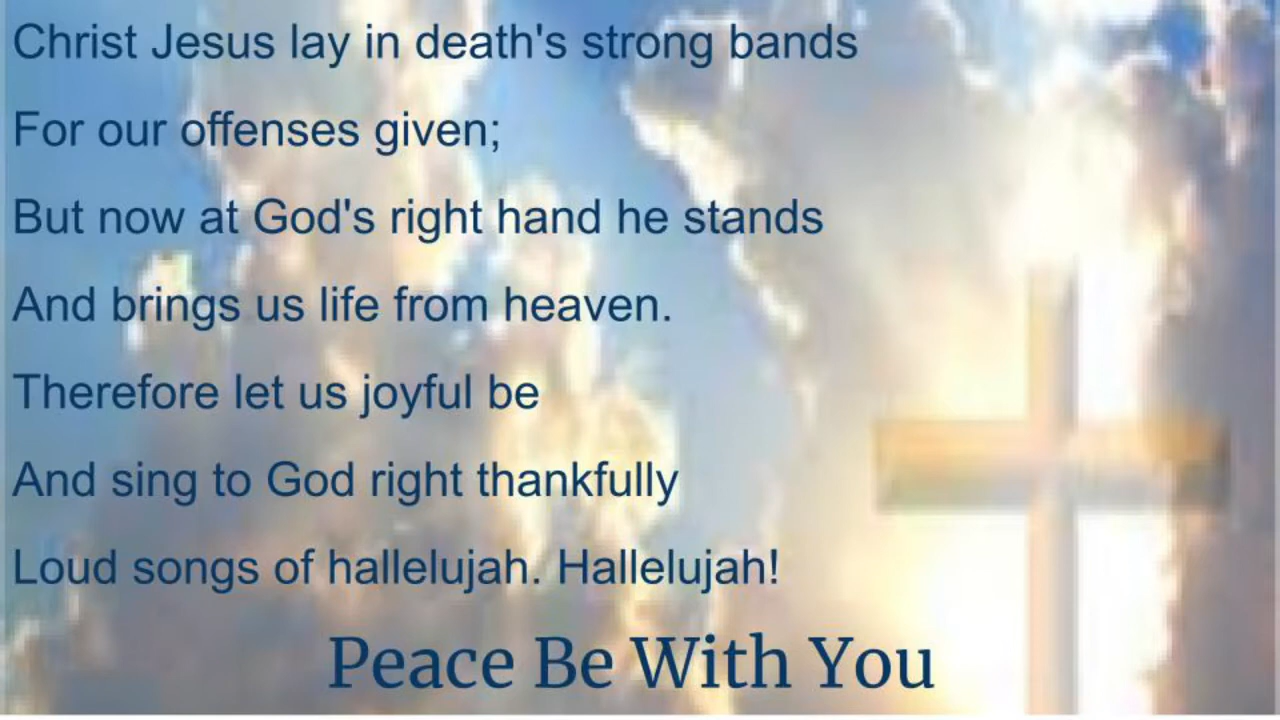 Christ Jesus lay in death's strong bands
For our offenses given;
But now at God's right hand he stands
And brings us life from heaven.
Therefore let us joyful be
And sing to God right thankfully
Loud songs of hallelujah. Hallelujah!
Peace Be With You